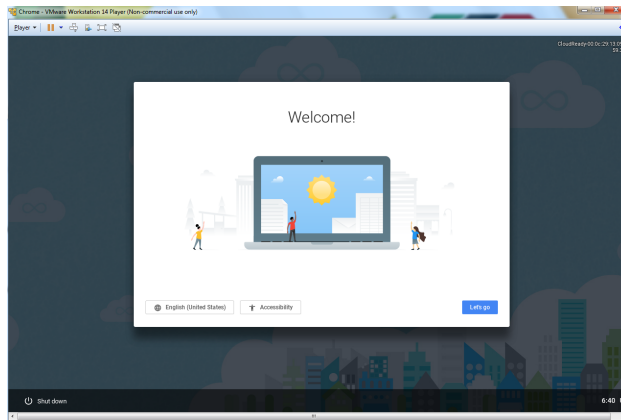 Chrome - VMware Workstation 14 Player (Non-commercial use only)
Player
Welcome!
English (United States)
Accessibility
Let's go
Shut down
6:40